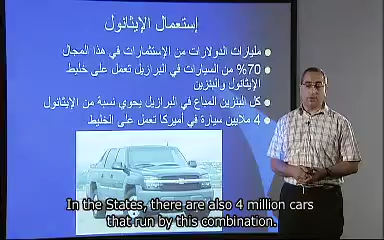 إستعمال الإيثانول
مليارات الدولارات من الإستثمارات في هذا المجال
70% من السيارات في البرازيل تعمل على خليط
الإيثانول والبنزين
كل البنزين المباع في البرازيل يحوي نسبة من الإيثانول
4 ملايين سيارة في أميركا تعمل على الخليط
In the States, there are also 4 million cars
that run by this combination.